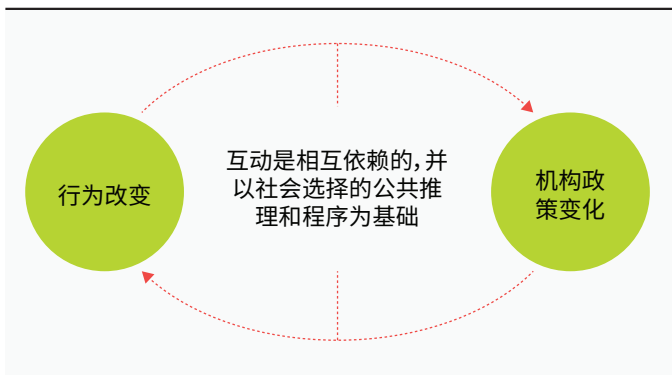 行为改变
互动是相互依赖的，并
以社会选择的公共推
理和程序为基础
机构政
策变化